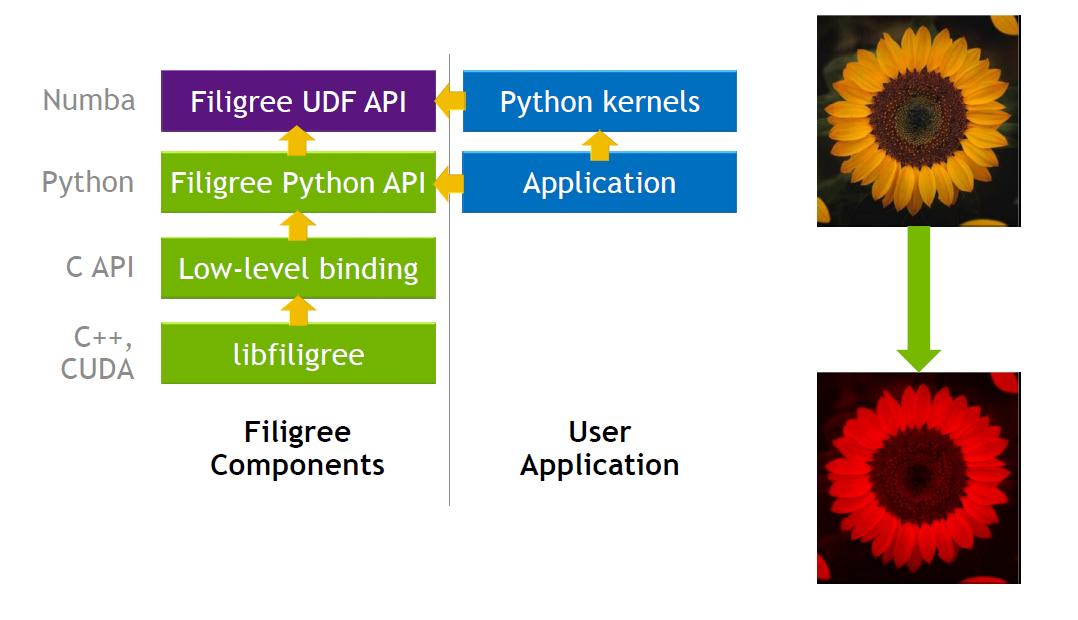 Numba
Filigree UDF API
Python kernels
Python
Filigree Python API
Application
C API
Low-level binding
C++,
CUDA
libfiligree
Filigree
Components
User
Application